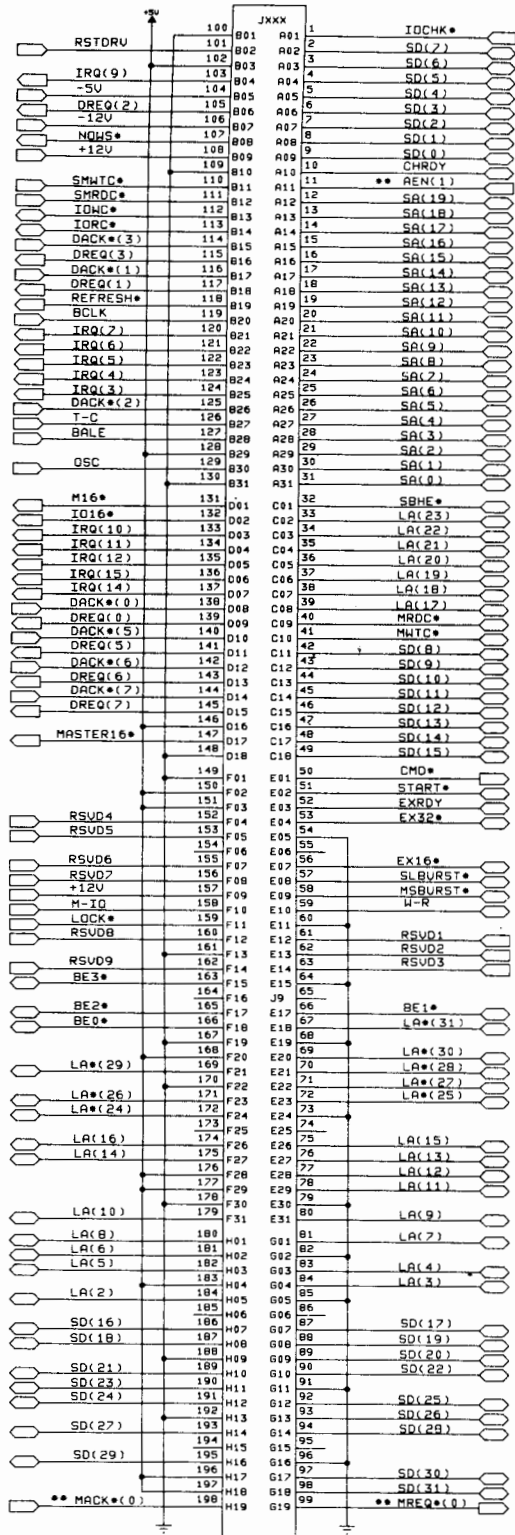 +5V JXXX
100 B01 A01 1 IOCHK*
RSTDRV 101 B02 A02 2 SD(7)
102 B03 A03 3 SD(6)
IRQ(9) 103 B04 A04 4 SD(5)
-5V 104 B05 A05 5 SD(4)
DREQ(2) 105 B06 A06 6 SD(3)
-12V 106 B07 A07 7 SD(2)
NOWS* 107 B08 A08 8 SD(1)
+12V 108 B09 A09 9 SD(0)
109 B10 A10 10 CHRDY
SMWTC* 110 B11 A11 11 ** AEN(1)
SMRDC* 111 B12 A12 12 SA(19)
IOWC* 112 B13 A13 13 SA(18)
IORC* 113 B14 A14 14 SA(17)
DACK*(3) 114 B15 A15 15 SA(16)
DREQ(3) 115 B16 A16 16 SA(15)
DACK*(1) 116 B17 A17 17 SA(14)
DREQ(1) 117 B18 A18 18 SA(13)
REFRESH* 118 B19 A19 19 SA(12)
BCLK 119 B20 A20 20 SA(11)
IRQ(7) 120 B21 A21 21 SA(10)
IRQ(6) 121 B22 A22 22 SA(9)
IRQ(5) 122 B23 A23 23 SA(8)
IRQ(4) 123 B24 A24 24 SA(7)
IRQ(3) 124 B25 A25 25 SA(6)
DACK*(2) 125 B26 A26 26 SA(5)
T-C 126 B27 A27 27 SA(4)
BALE 127 B28 A28 28 SA(3)
128 B29 A29 29 SA(2)
OSC 129 B30 A30 30 SA(1)
130 B31 A31 31 SA(0)
M16* 131 D01 C01 32 SBHE*
IO16* 132 D02 C02 33 LA(23)
IRQ(10) 133 D03 C03 34 LA(22)
IRQ(11) 134 D04 C04 35 LA(21)
IRQ(12) 135 D05 C05 36 LA(20)
IRQ(15) 136 D06 C06 37 LA(19)
IRQ(14) 137 D07 C07 38 LA(18)
DACK*(0) 138 D08 C08 39 LA(17)
DREQ(0) 139 D09 C09 40 MRDC*
DACK*(5) 140 D10 C10 41 MWTC*
DREQ(5) 141 D11 C11 42 SD(8)
DACK*(6) 142 D12 C12 43 SD(9)
DREQ(6) 143 D13 C13 44 SD(10)
DACK*(7) 144 D14 C14 45 SD(11)
DREQ(7) 145 D15 C15 46 SD(12)
146 D16 C16 47 SD(13)
MASTER16* 147 D17 C17 48 SD(14)
148 D18 C18 49 SD(15)
149 F01 E01 50 CMD*
150 F02 E02 51 START*
151 F03 E03 52 EXRDY
RSVD4 152 F04 E04 53 EX32*
RSVD5 153 F05 E05 54
154 F06 E06 55
RSVD6 155 F07 E07 56 EX16*
RSVD7 156 F08 E08 57 SLBURST*
+12V 157 F09 E09 58 MSBURST*
M-IO 158 F10 E10 59 W-R
LOCK* 159 F11 E11 60
RSVD8 160 F12 E12 61 RSVD1
161 F13 E13 62 RSVD2
RSVD9 162 F14 E14 63 RSVD3
BE3* 163 F15 E15 64
164 F16 J9 65
BE2* 165 F17 E17 66 BE1*
BE0* 166 F18 E18 67 LA*(31)
167 F19 E19 68
168 F20 E20 69 LA*(30)
LA*(29) 169 F21 E21 70 LA*(28)
170 F22 E22 71 LA*(27)
LA*(26) 171 F23 E23 72 LA*(25)
LA*(24) 172 F24 E24 73
173 F25 E25 74
LA(16) 174 F26 E26 75 LA(15)
LA(14) 175 F27 E27 76 LA(13)
176 F28 E28 77 LA(12)
177 F29 E29 78 LA(11)
178 F30 E30 79
LA(10) 179 F31 E31 80 LA(9)
LA(8) 180 H01 G01 81 LA(7)
LA(6) 181 H02 G02 82
LA(5) 182 H03 G03 83 LA(4)
183 H04 G04 84 LA(3)
LA(2) 184 H05 G05 85
185 H06 G06 86
SD(16) 186 H07 G07 87 SD(17)
SD(18) 187 H08 G08 88 SD(19)
188 H09 G09 89 SD(20)
SD(21) 189 H10 G10 90 SD(22)
SD(23) 190 H11 G11 91
SD(24) 191 H12 G12 92 SD(25)
192 H13 G13 93 SD(26)
SD(27) 193 H14 G14 94 SD(28)
194 H15 G15 95
SD(29) 195 H16 G16 96
196 H17 G17 97 SD(30)
197 H18 G18 98 SD(31)
** MACK*(0) 198 H19 G19 99 ** MREQ*(0)